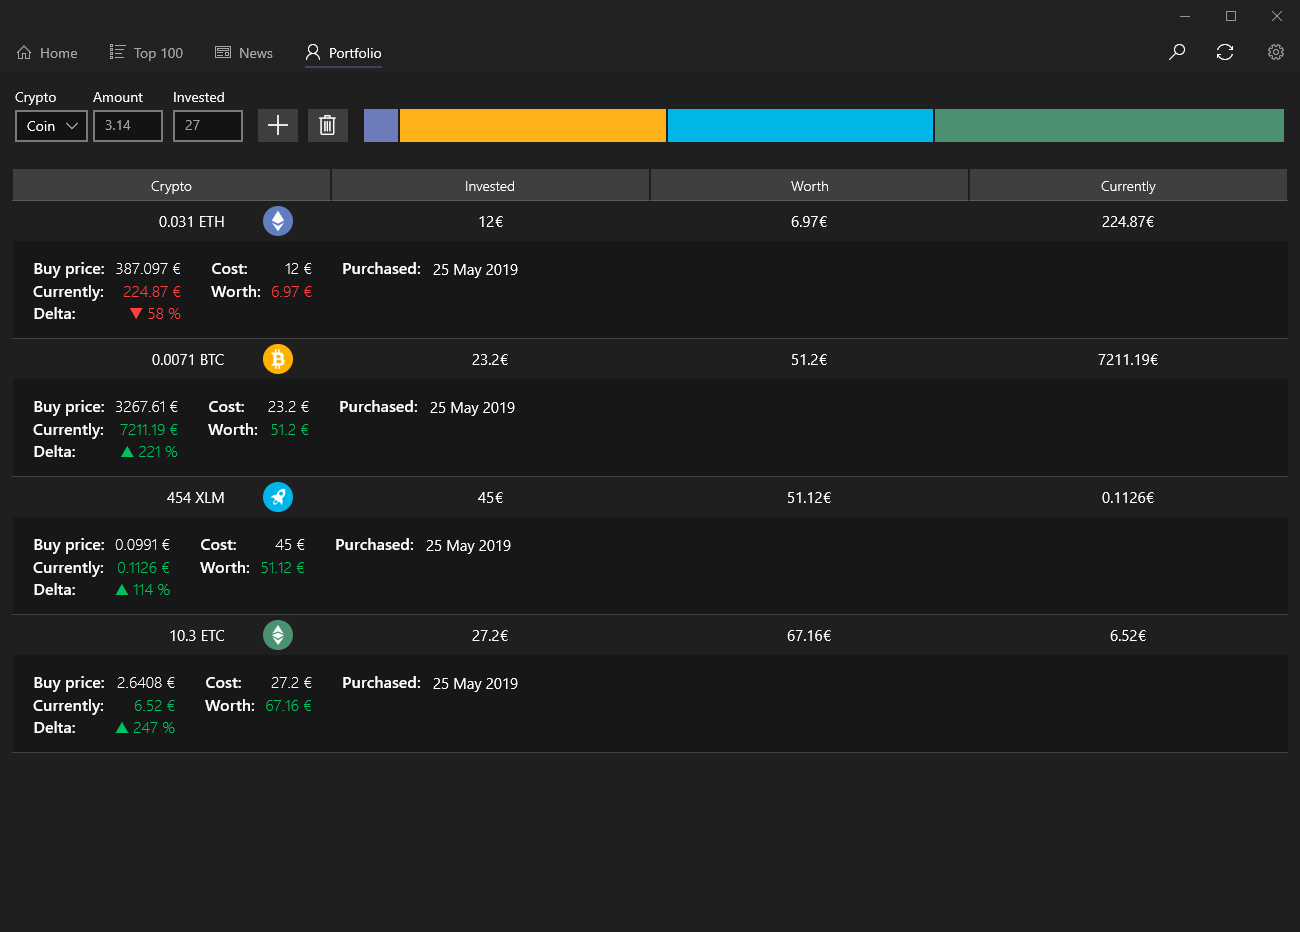 Home Top 100 News Portfolio
Crypto Amount Invested
Coin 3.14 27
Crypto Invested Worth Currently
0.031 ETH 12€ 6.97€ 224.87€
Buy price: 387.097 € Cost: 12 € Purchased: 25 May 2019
Currently: 224.87 € Worth: 6.97 €
Delta: ▼ 58 %
0.0071 BTC 23.2€ 51.2€ 7211.19€
Buy price: 3267.61 € Cost: 23.2 € Purchased: 25 May 2019
Currently: 7211.19 € Worth: 51.2 €
Delta: ▲ 221 %
454 XLM 45€ 51.12€ 0.1126€
Buy price: 0.0991 € Cost: 45 € Purchased: 25 May 2019
Currently: 0.1126 € Worth: 51.12 €
Delta: ▲ 114 %
10.3 ETC 27.2€ 67.16€ 6.52€
Buy price: 2.6408 € Cost: 27.2 € Purchased: 25 May 2019
Currently: 6.52 € Worth: 67.16 €
Delta: ▲ 247 %